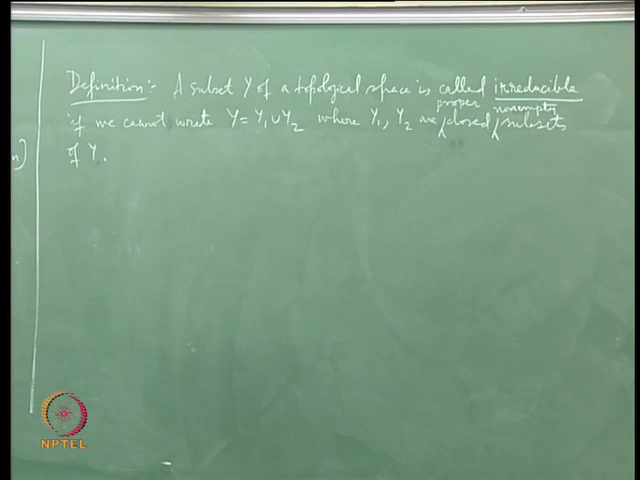 Definition:- A subset Y of a topological space is called irreducible
if we cannot write Y = Y₁ ∪ Y₂ where Y₁, Y₂ are proper closed nonempty subsets
of Y.
n)
NPTEL